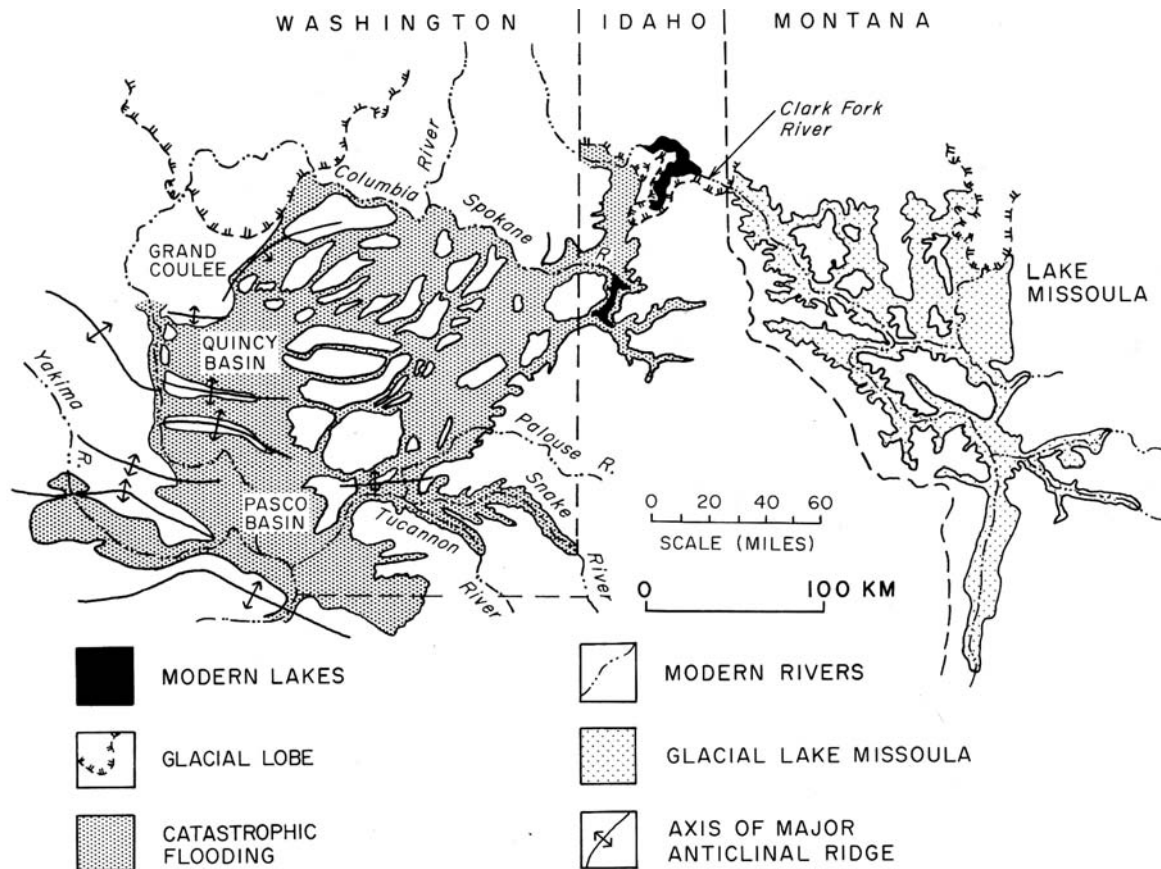 WASHINGTON
IDAHO
MONTANA
Clark Fork
River
River
Columbia
Spokane
R.
GRAND
COULEE
LAKE
MISSOULA
QUINCY
BASIN
Yakima
R.
Palouse R.
Snake
River
PASCO
BASIN
Tucannon
River
0 20 40 60
SCALE (MILES)
0 100 KM
MODERN LAKES
MODERN RIVERS
GLACIAL LOBE
GLACIAL LAKE MISSOULA
CATASTROPHIC
FLOODING
AXIS OF MAJOR
ANTICLINAL RIDGE